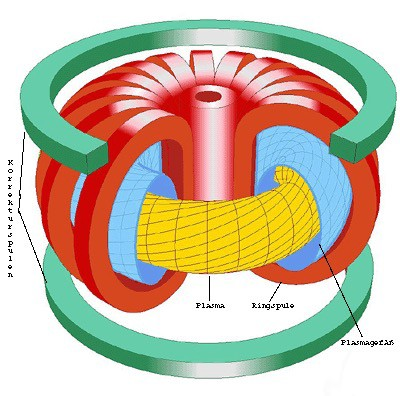 Korrekturspulen
Plasma
Ringspule
PlasmagefÄß